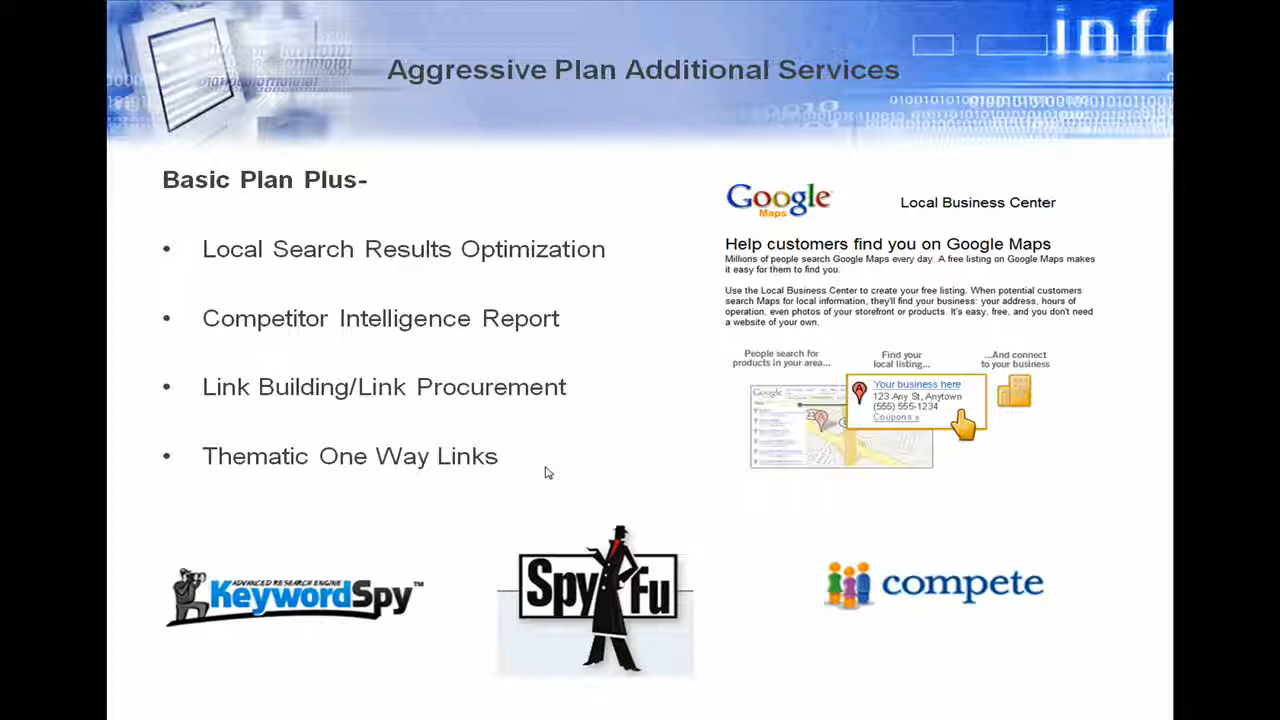 info
Aggressive Plan Additional Services
Basic Plan Plus-
• Local Search Results Optimization
• Competitor Intelligence Report
• Link Building/Link Procurement
• Thematic One Way Links
Google
Maps
Local Business Center
Help customers find you on Google Maps
Millions of people search Google Maps every day. A free listing on Google Maps makes
it easy for them to find you.
Use the Local Business Center to create your free listing. When potential customers
search Maps for local information, they'll find your business: your address, hours of
operation, even photos of your storefront or products. It's easy, free, and you don't need
a website of your own.
People search for
products in your area...
Find your
local listing...
...And connect
to your business
Google
A
Your business here
123 Any St, Anytown
(555) 555-1234
Coupons »
ADVANCED RESEARCH ENGINE
KeywordSpy™
SpyFu
compete